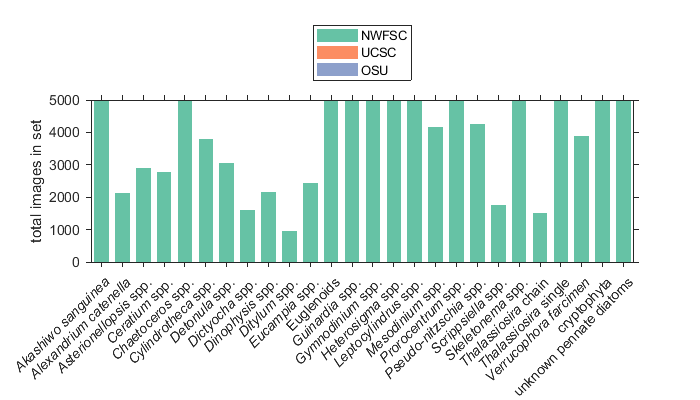 NWFSC
UCSC
OSU
total images in set
5000
4000
3000
2000
1000
0
Akashiwo sanguinea
Alexandrium catenella
Asterionellopsis spp.
Ceratium spp.
Chaetoceros spp.
Cylindrotheca spp.
Detonula spp.
Dictyocha spp.
Dinophysis spp.
Ditylum spp.
Eucampia spp.
Euglenoids
Guinardia spp.
Gymnodinium spp.
Heterosigma spp.
Leptocylindrus spp.
Mesodinium spp.
Prorocentrum spp.
Pseudo-nitzschia spp.
Scrippsiella spp.
Skeletonema spp.
Thalassiosira chain
Thalassiosira single
Verrucophora farcimen
cryptophyta
unknown pennate diatoms